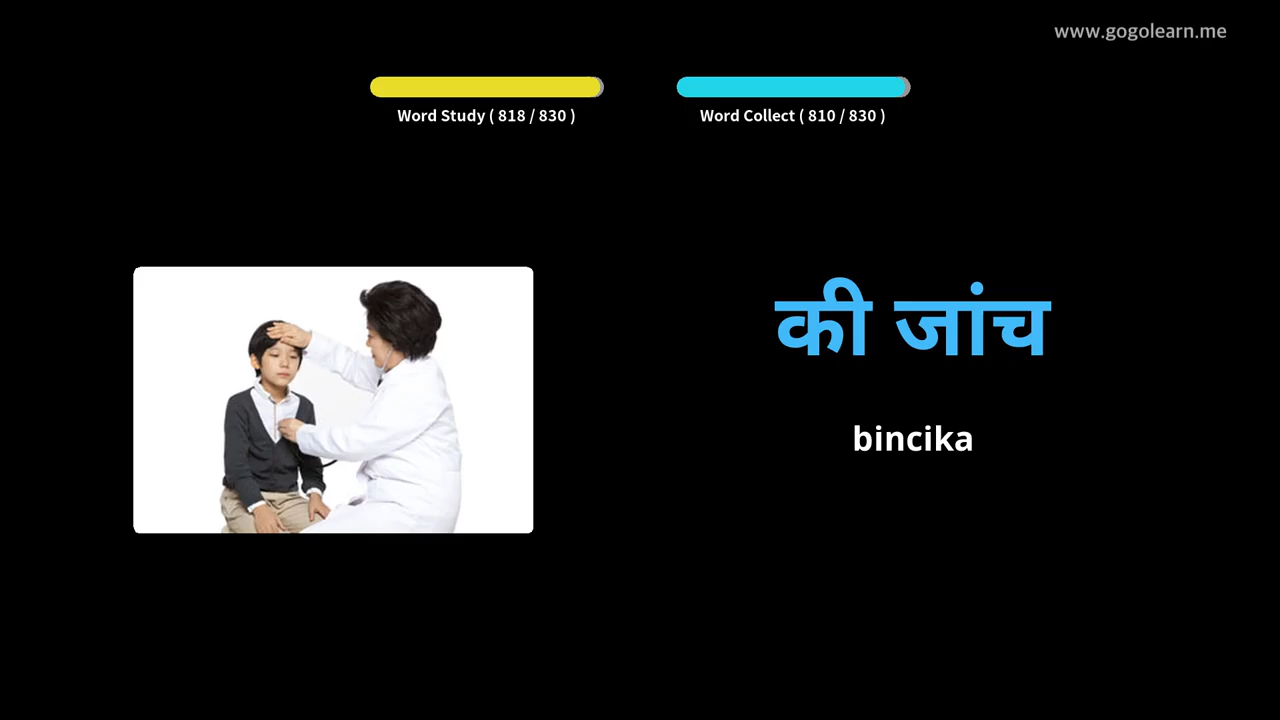 www.gogolearn.me
Word Study ( 818 / 830 )
Word Collect ( 810 / 830 )
की जांच
bincika